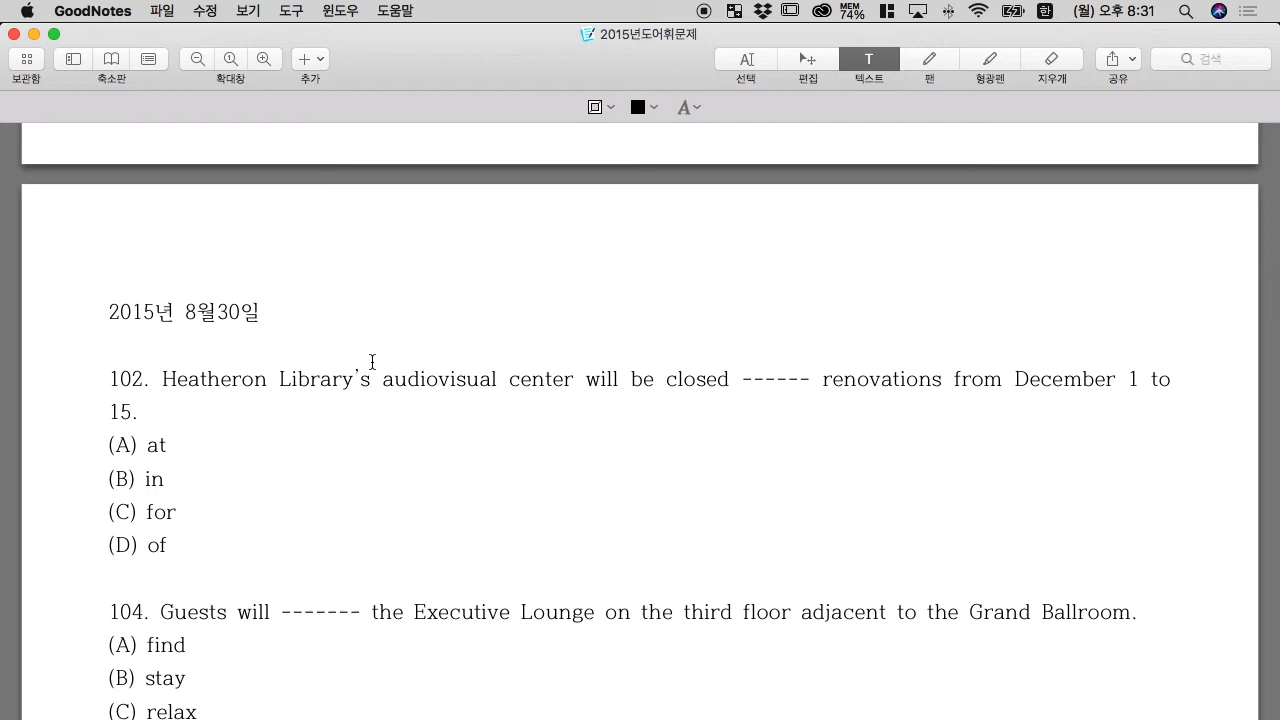 GoodNotes 파일 수정 보기 도구 윈도우 도움말 MEM 74% 한 (월) 오후 8:31
2015년도어휘문제
보관함 축소판 확대창 추가 선택 편집 텍스트 팬 형광펜 지우개 공유 검색
2015년 8월30일
102. Heatheron Library's audiovisual center will be closed ------ renovations from December 1 to
15.
(A) at
(B) in
(C) for
(D) of
104. Guests will ------- the Executive Lounge on the third floor adjacent to the Grand Ballroom.
(A) find
(B) stay
(C) relax